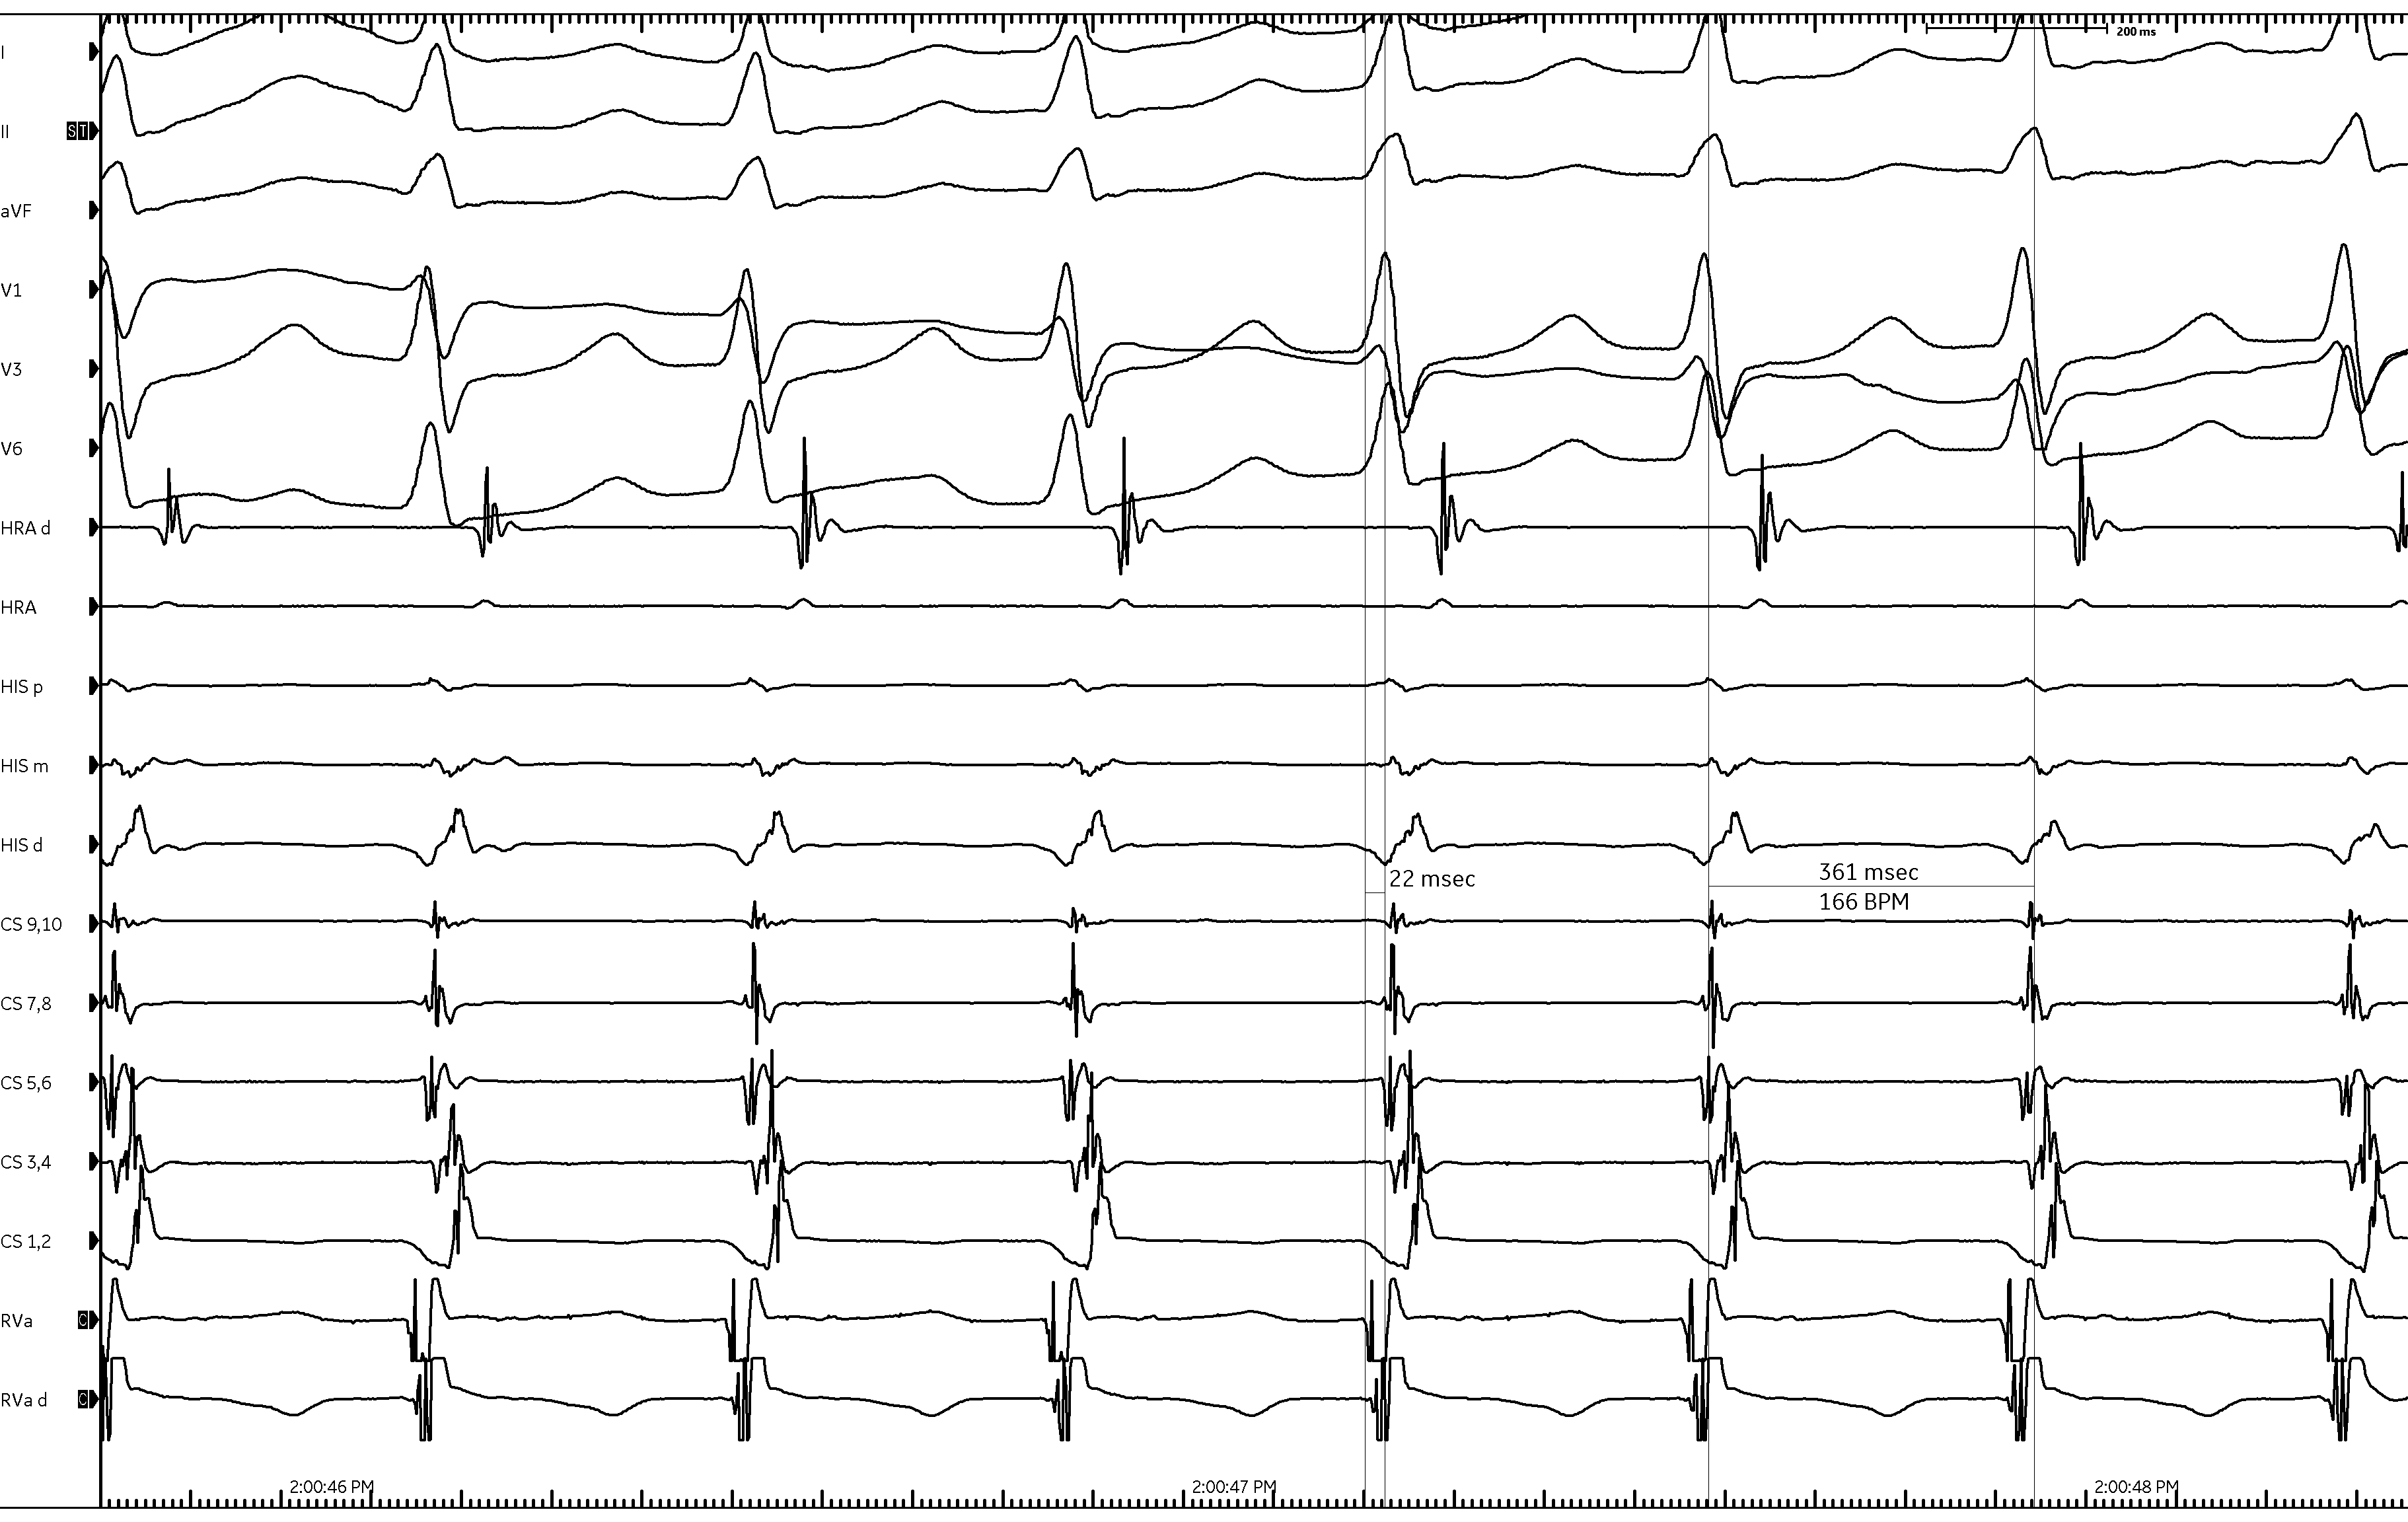 I
200 ms
II ST
aVF
V1
V3
V6
HRA d
HRA
HIS p
HIS m
HIS d
22 msec
361 msec
166 BPM
CS 9,10
CS 7,8
CS 5,6
CS 3,4
CS 1,2
RVa C
RVa d C
2:00:46 PM 2:00:47 PM 2:00:48 PM